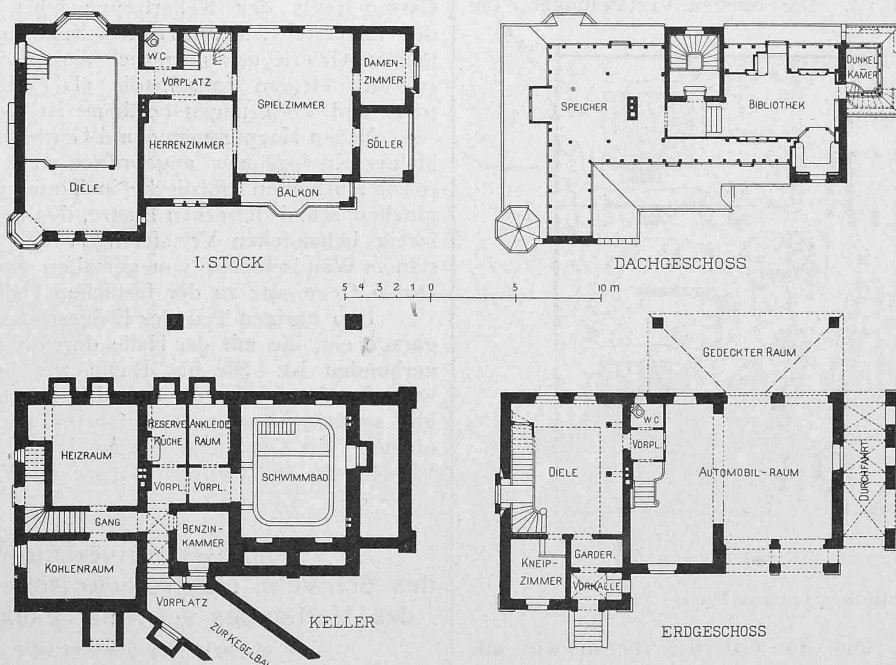 W.C.
VORPLATZ
DAMEN-
ZIMMER
SPIELZIMMER
HERRENZIMMER
SÖLLER
DIELE
BALKON
I. STOCK
DUNKEL
KAMER
SPEICHER
BIBLIOTHEK
DACHGESCHOSS
5 4 3 2 1 0 5 10 m
RESERVE
KÜCHE
ANKLEIDE
RAUM
HEIZRAUM
VORPL.
VORPL.
SCHWIMMBAD
GANG
BENZIN-
KAMMER
KOHLENRAUM
VORPLATZ
ZUR KEGELBAHN
KELLER
GEDECKTER RAUM
W.C.
VORPL.
DIELE
AUTOMOBIL-RAUM
DURCHFAHRT
KNEIP-
ZIMMER
GARDER.
VORHALLE
ERDGESCHOSS